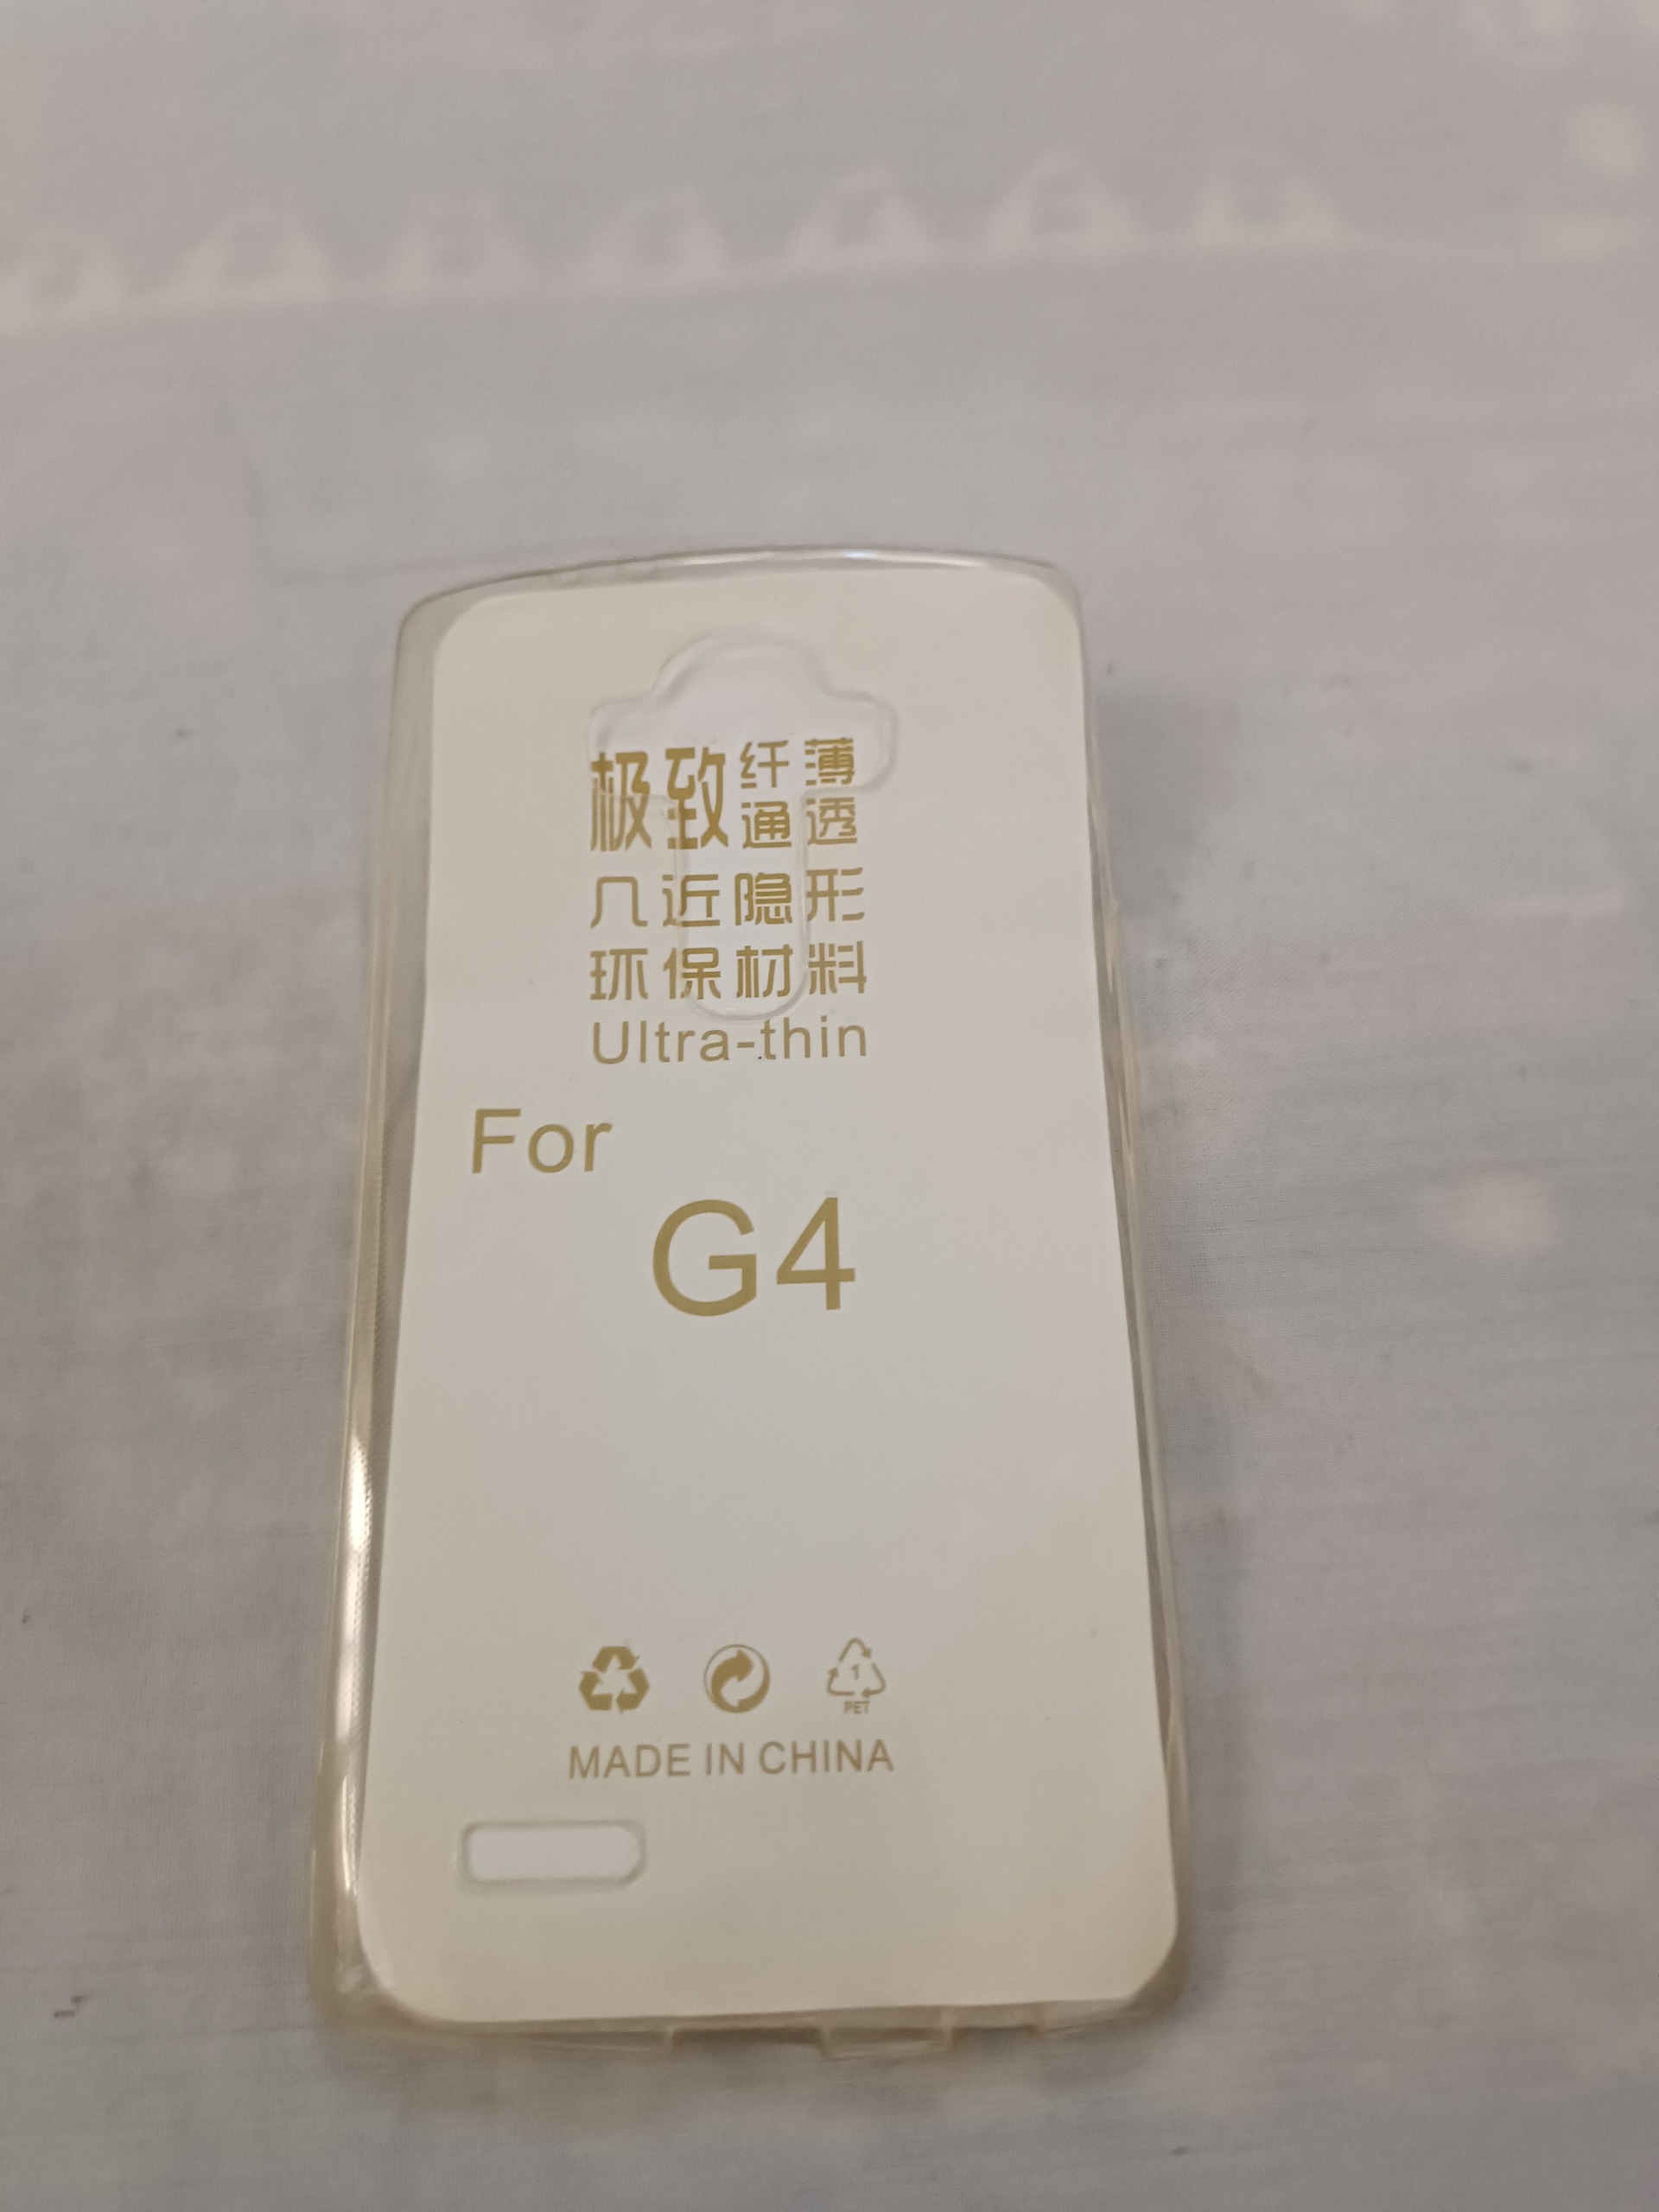 极致纤薄
通透
几近隐形
环保材料
Ultra-thin
For
G4
1
PET
MADE IN CHINA